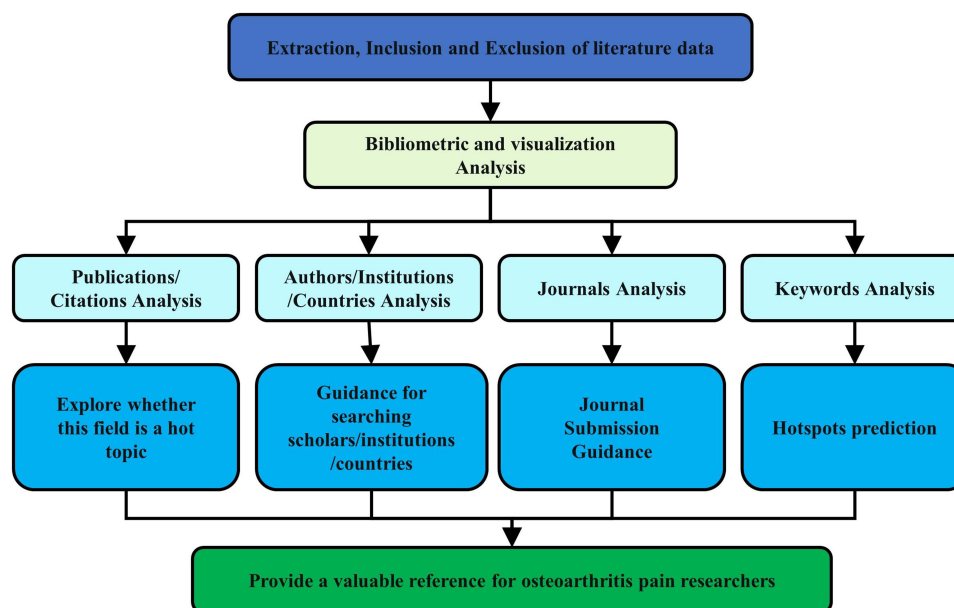 Extraction, Inclusion and Exclusion of literature data
Bibliometric and visualization
Analysis
Publications/
Citations Analysis
Authors/Institutions
/Countries Analysis
Journals Analysis
Keywords Analysis
Explore whether
this field is a hot
topic
Guidance for
searching
scholars/institutions
/countries
Journal
Submission
Guidance
Hotspots prediction
Provide a valuable reference for osteoarthritis pain researchers